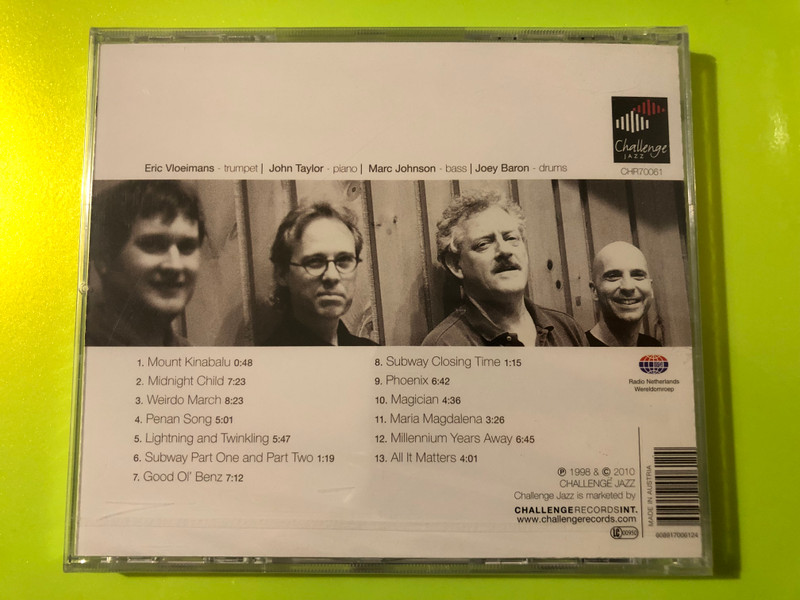 Challenge
JAZZ
CHR70061
Eric Vloeimans - trumpet | John Taylor - piano | Marc Johnson - bass | Joey Baron - drums
1. Mount Kinabalu 0:48
2. Midnight Child 7:23
3. Weirdo March 8:23
4. Penan Song 5:01
5. Lightning and Twinkling 5:47
6. Subway Part One and Part Two 1:19
7. Good Ol' Benz 7:12
8. Subway Closing Time 1:15
9. Phoenix 6:42
10. Magician 4:36
11. Maria Magdalena 3:26
12. Millennium Years Away 6:45
13. All It Matters 4:01
Radio Netherlands
Wereldomroep
℗ 1998 & © 2010
CHALLENGE JAZZ
Challenge Jazz is marketed by
CHALLENGERECORDSINT.
www.challengerecords.com
LC 00950
MADE IN AUSTRIA
608917006124